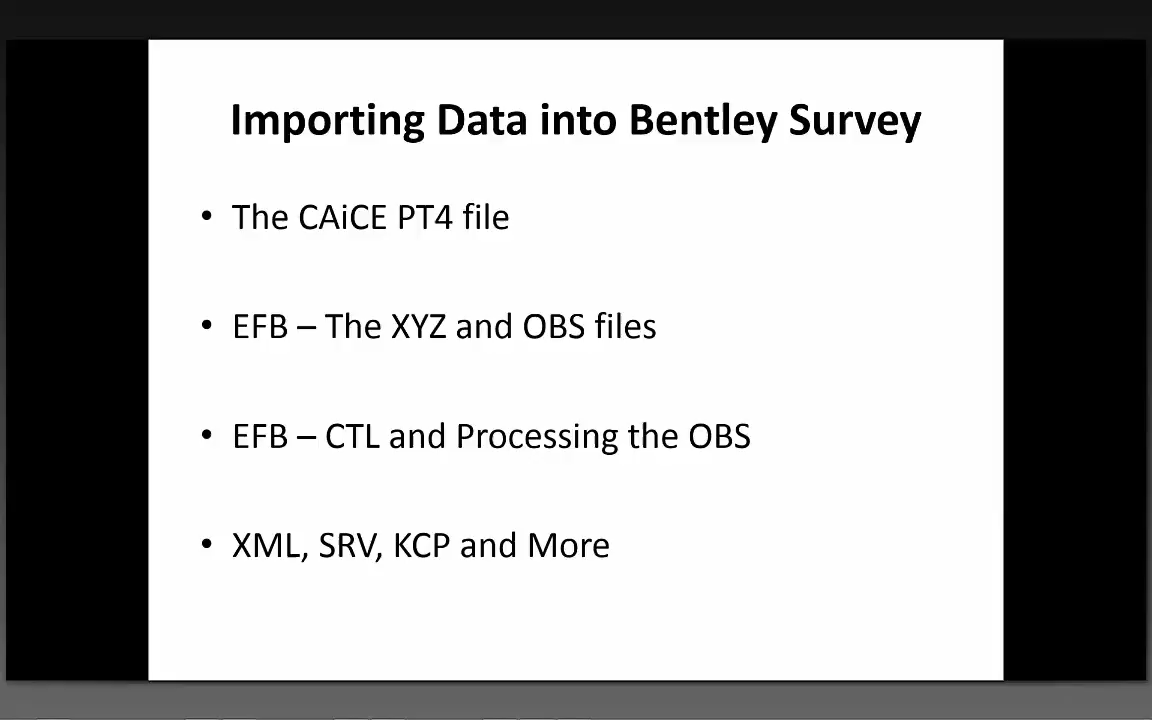 Importing Data into Bentley Survey
• The CAiCE PT4 file
• EFB – The XYZ and OBS files
• EFB – CTL and Processing the OBS
• XML, SRV, KCP and More